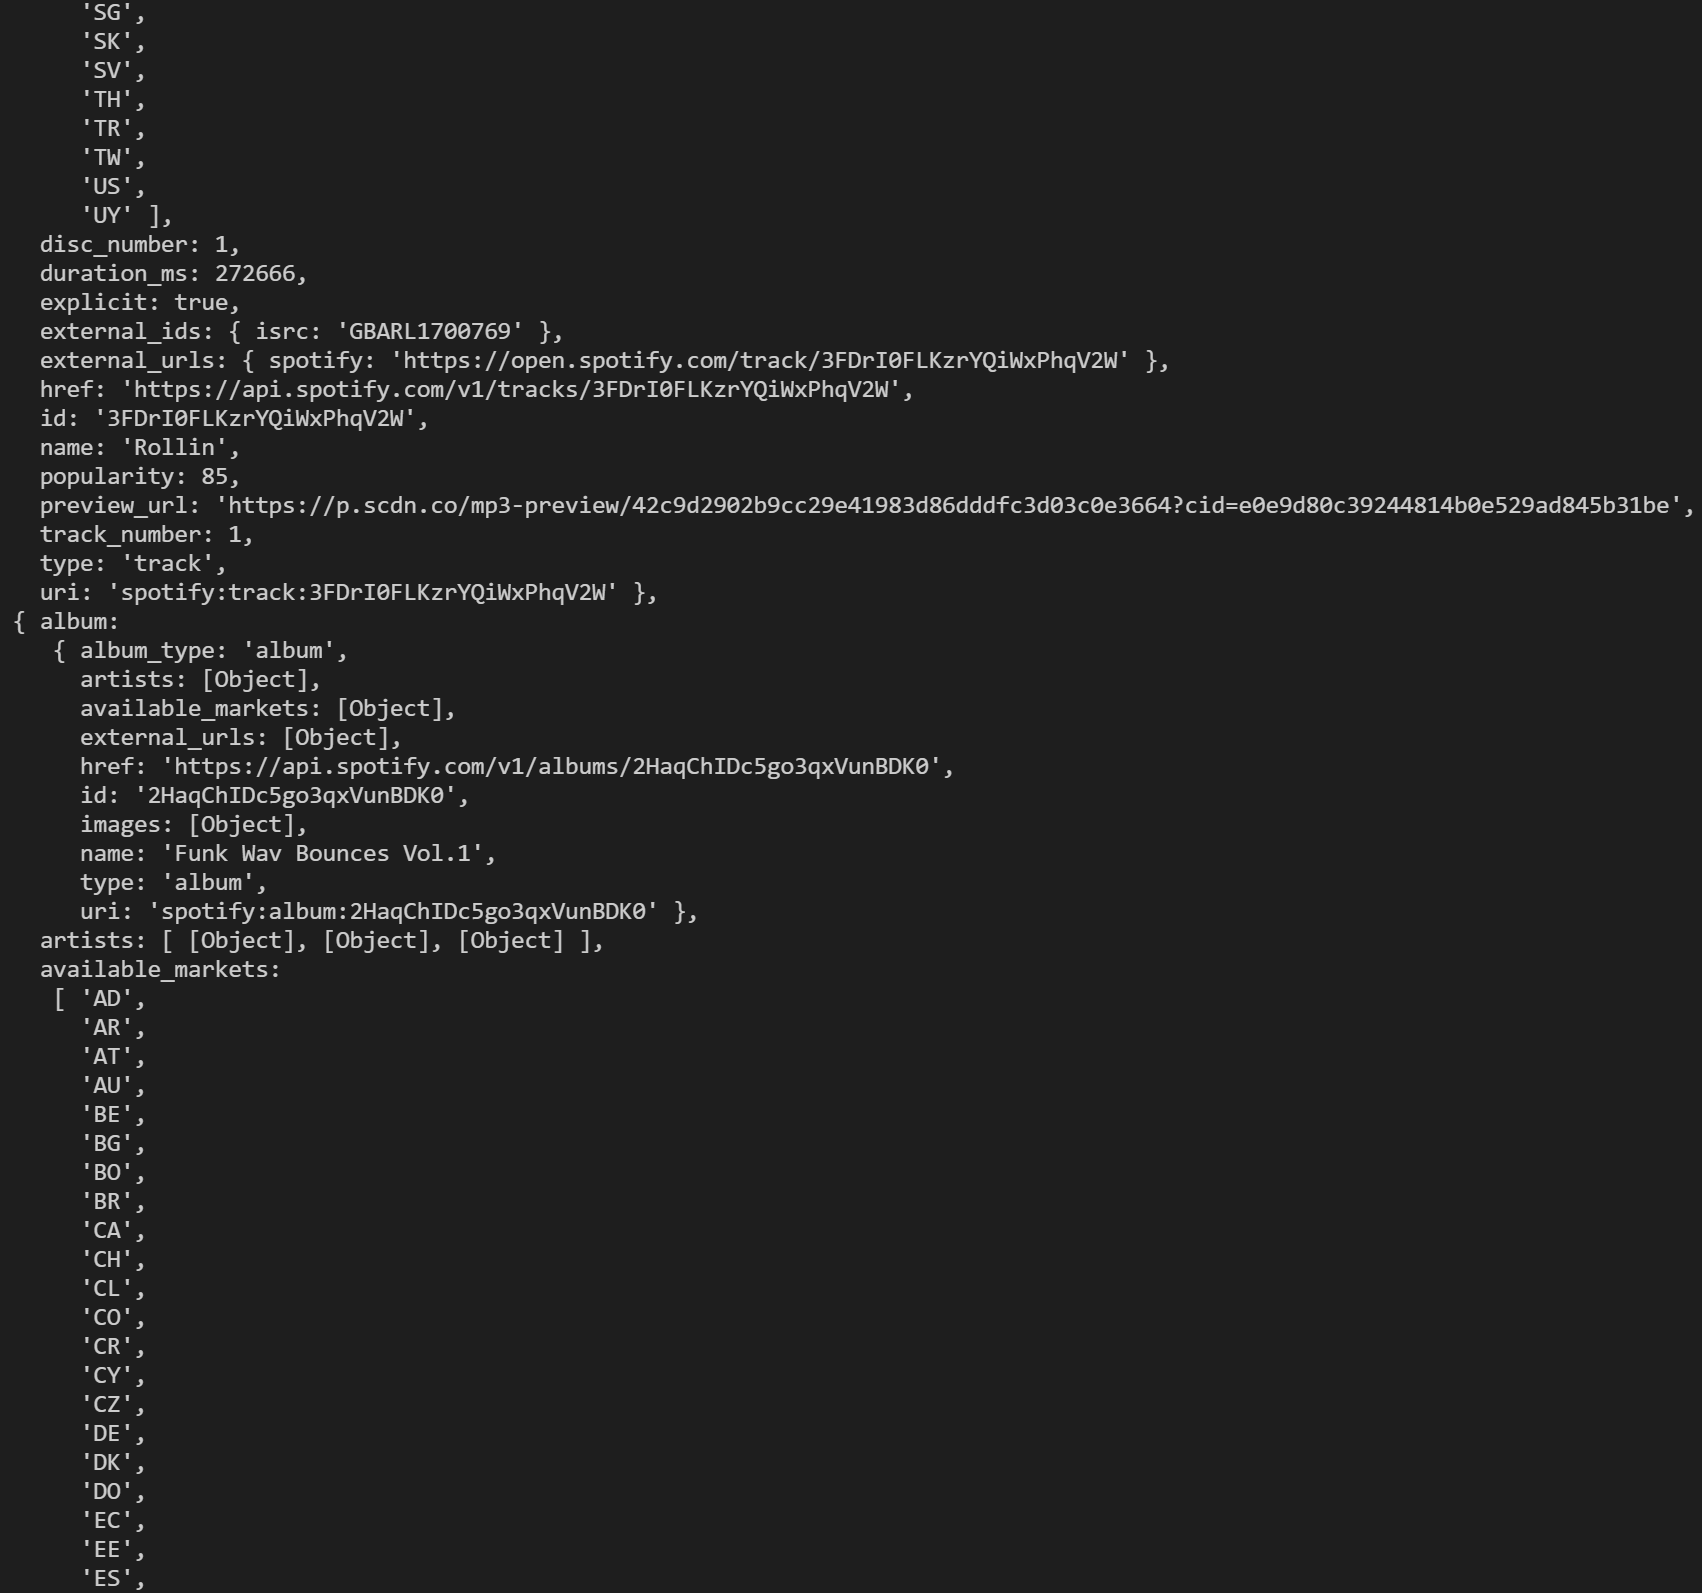 'SG',
'SK',
'SV',
'TH',
'TR',
'TW',
'US',
'UY' ],
disc_number: 1,
duration_ms: 272666,
explicit: true,
external_ids: { isrc: 'GBARL1700769' },
external_urls: { spotify: 'https://open.spotify.com/track/3FDrI0FLKzrYQiWxPhqV2W' },
href: 'https://api.spotify.com/v1/tracks/3FDrI0FLKzrYQiWxPhqV2W',
id: '3FDrI0FLKzrYQiWxPhqV2W',
name: 'Rollin',
popularity: 85,
preview_url: 'https://p.scdn.co/mp3-preview/42c9d2902b9cc29e41983d86dddfc3d03c0e3664?cid=e0e9d80c39244814b0e529ad845b31be',
track_number: 1,
type: 'track',
uri: 'spotify:track:3FDrI0FLKzrYQiWxPhqV2W' },
{ album:
{ album_type: 'album',
artists: [Object],
available_markets: [Object],
external_urls: [Object],
href: 'https://api.spotify.com/v1/albums/2HaqChIDc5go3qxVunBDK0',
id: '2HaqChIDc5go3qxVunBDK0',
images: [Object],
name: 'Funk Wav Bounces Vol.1',
type: 'album',
uri: 'spotify:album:2HaqChIDc5go3qxVunBDK0' },
artists: [ [Object], [Object], [Object] ],
available_markets:
[ 'AD',
'AR',
'AT',
'AU',
'BE',
'BG',
'BO',
'BR',
'CA',
'CH',
'CL',
'CO',
'CR',
'CY',
'CZ',
'DE',
'DK',
'DO',
'EC',
'EE',
'ES',